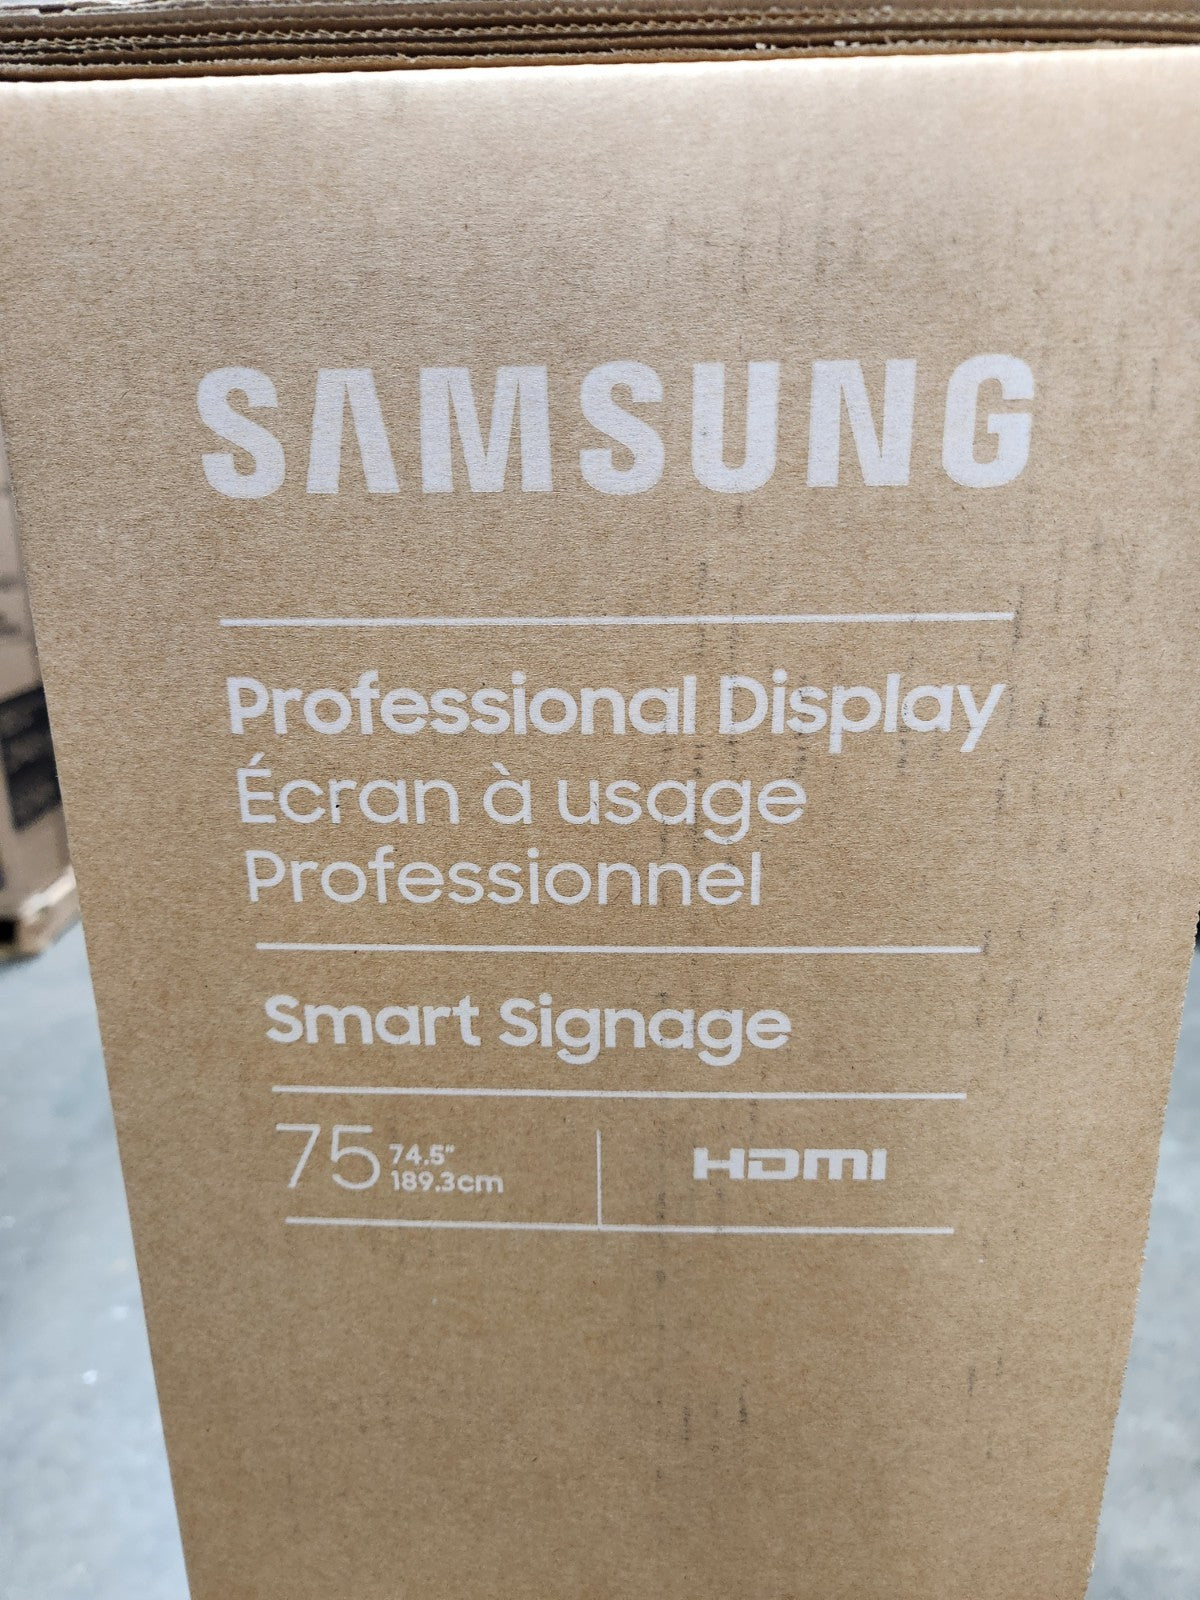 SAMSUNG
Professional Display
Écran à usage
Professionnel
Smart Signage
75 74.5"
189.3cm
HDMI